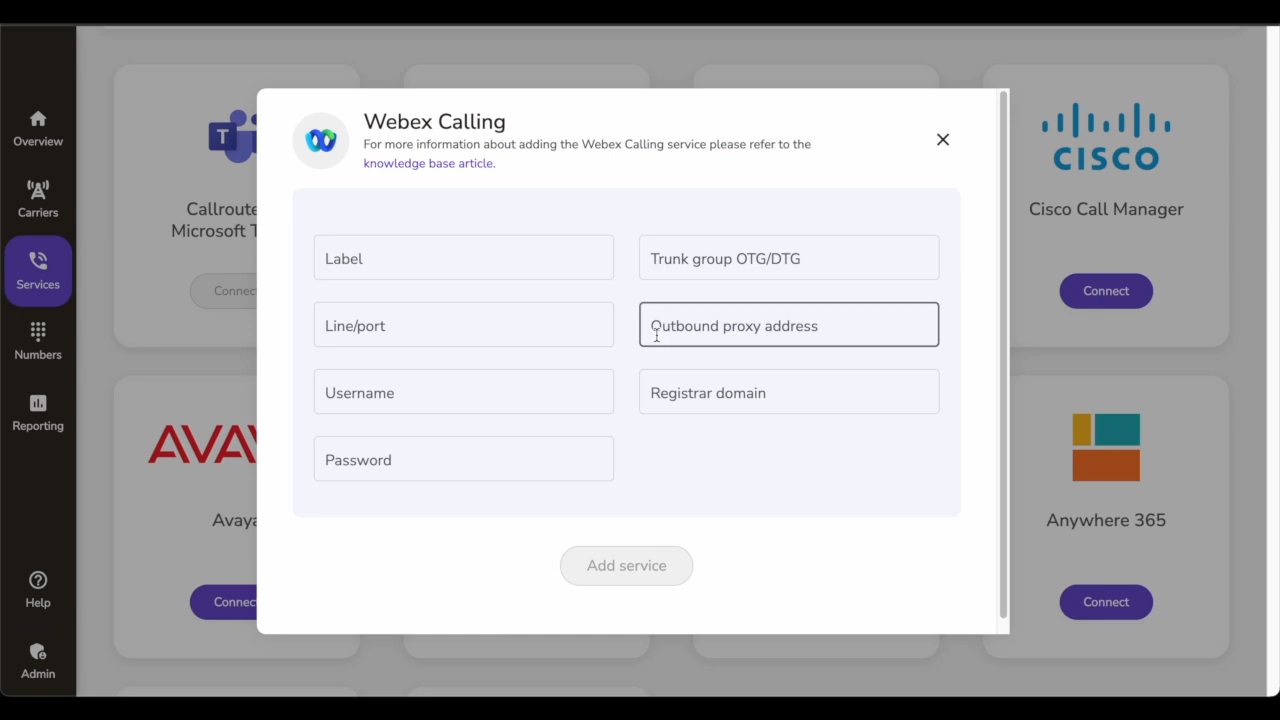 Overview
Carriers
Services
Numbers
Reporting
Help
Admin
T
Callroute
Microsoft T
Connect
CISCO
Cisco Call Manager
Connect
Webex Calling
For more information about adding the Webex Calling service please refer to the
knowledge base article.
Label
Trunk group OTG/DTG
Line/port
Outbound proxy address
Username
Registrar domain
Password
Add service
AVAY
Avaya
Connect
Anywhere 365
Connect